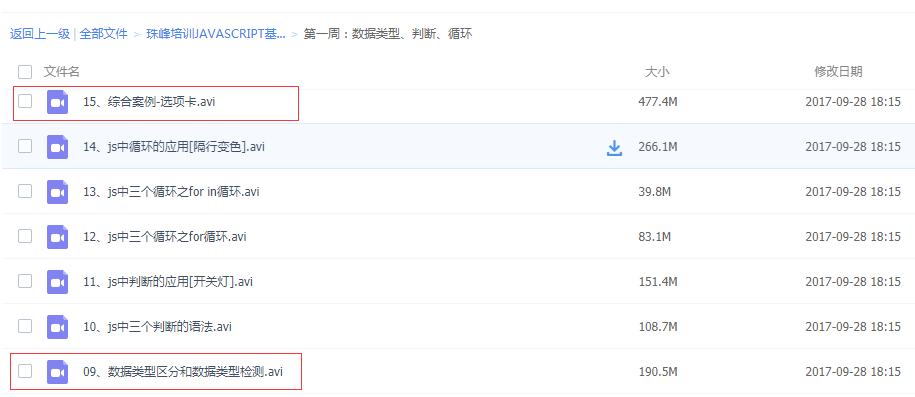 返回上一级 | 全部文件 > 珠峰培训JAVASCRIPT基... > 第一周：数据类型、判断、循环
文件名 大小 修改日期
15、综合案例-选项卡.avi 477.4M 2017-09-28 18:15
14、js中循环的应用[隔行变色].avi 266.1M 2017-09-28 18:15
13、js中三个循环之for in循环.avi 39.8M 2017-09-28 18:15
12、js中三个循环之for循环.avi 83.1M 2017-09-28 18:15
11、js中判断的应用[开关灯].avi 151.4M 2017-09-28 18:15
10、js中三个判断的语法.avi 108.7M 2017-09-28 18:15
09、数据类型区分和数据类型检测.avi 190.5M 2017-09-28 18:15